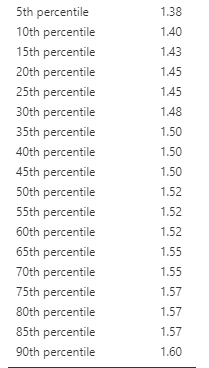 5th percentile 1.38
10th percentile 1.40
15th percentile 1.43
20th percentile 1.45
25th percentile 1.45
30th percentile 1.48
35th percentile 1.50
40th percentile 1.50
45th percentile 1.50
50th percentile 1.52
55th percentile 1.52
60th percentile 1.52
65th percentile 1.55
70th percentile 1.55
75th percentile 1.57
80th percentile 1.57
85th percentile 1.57
90th percentile 1.60